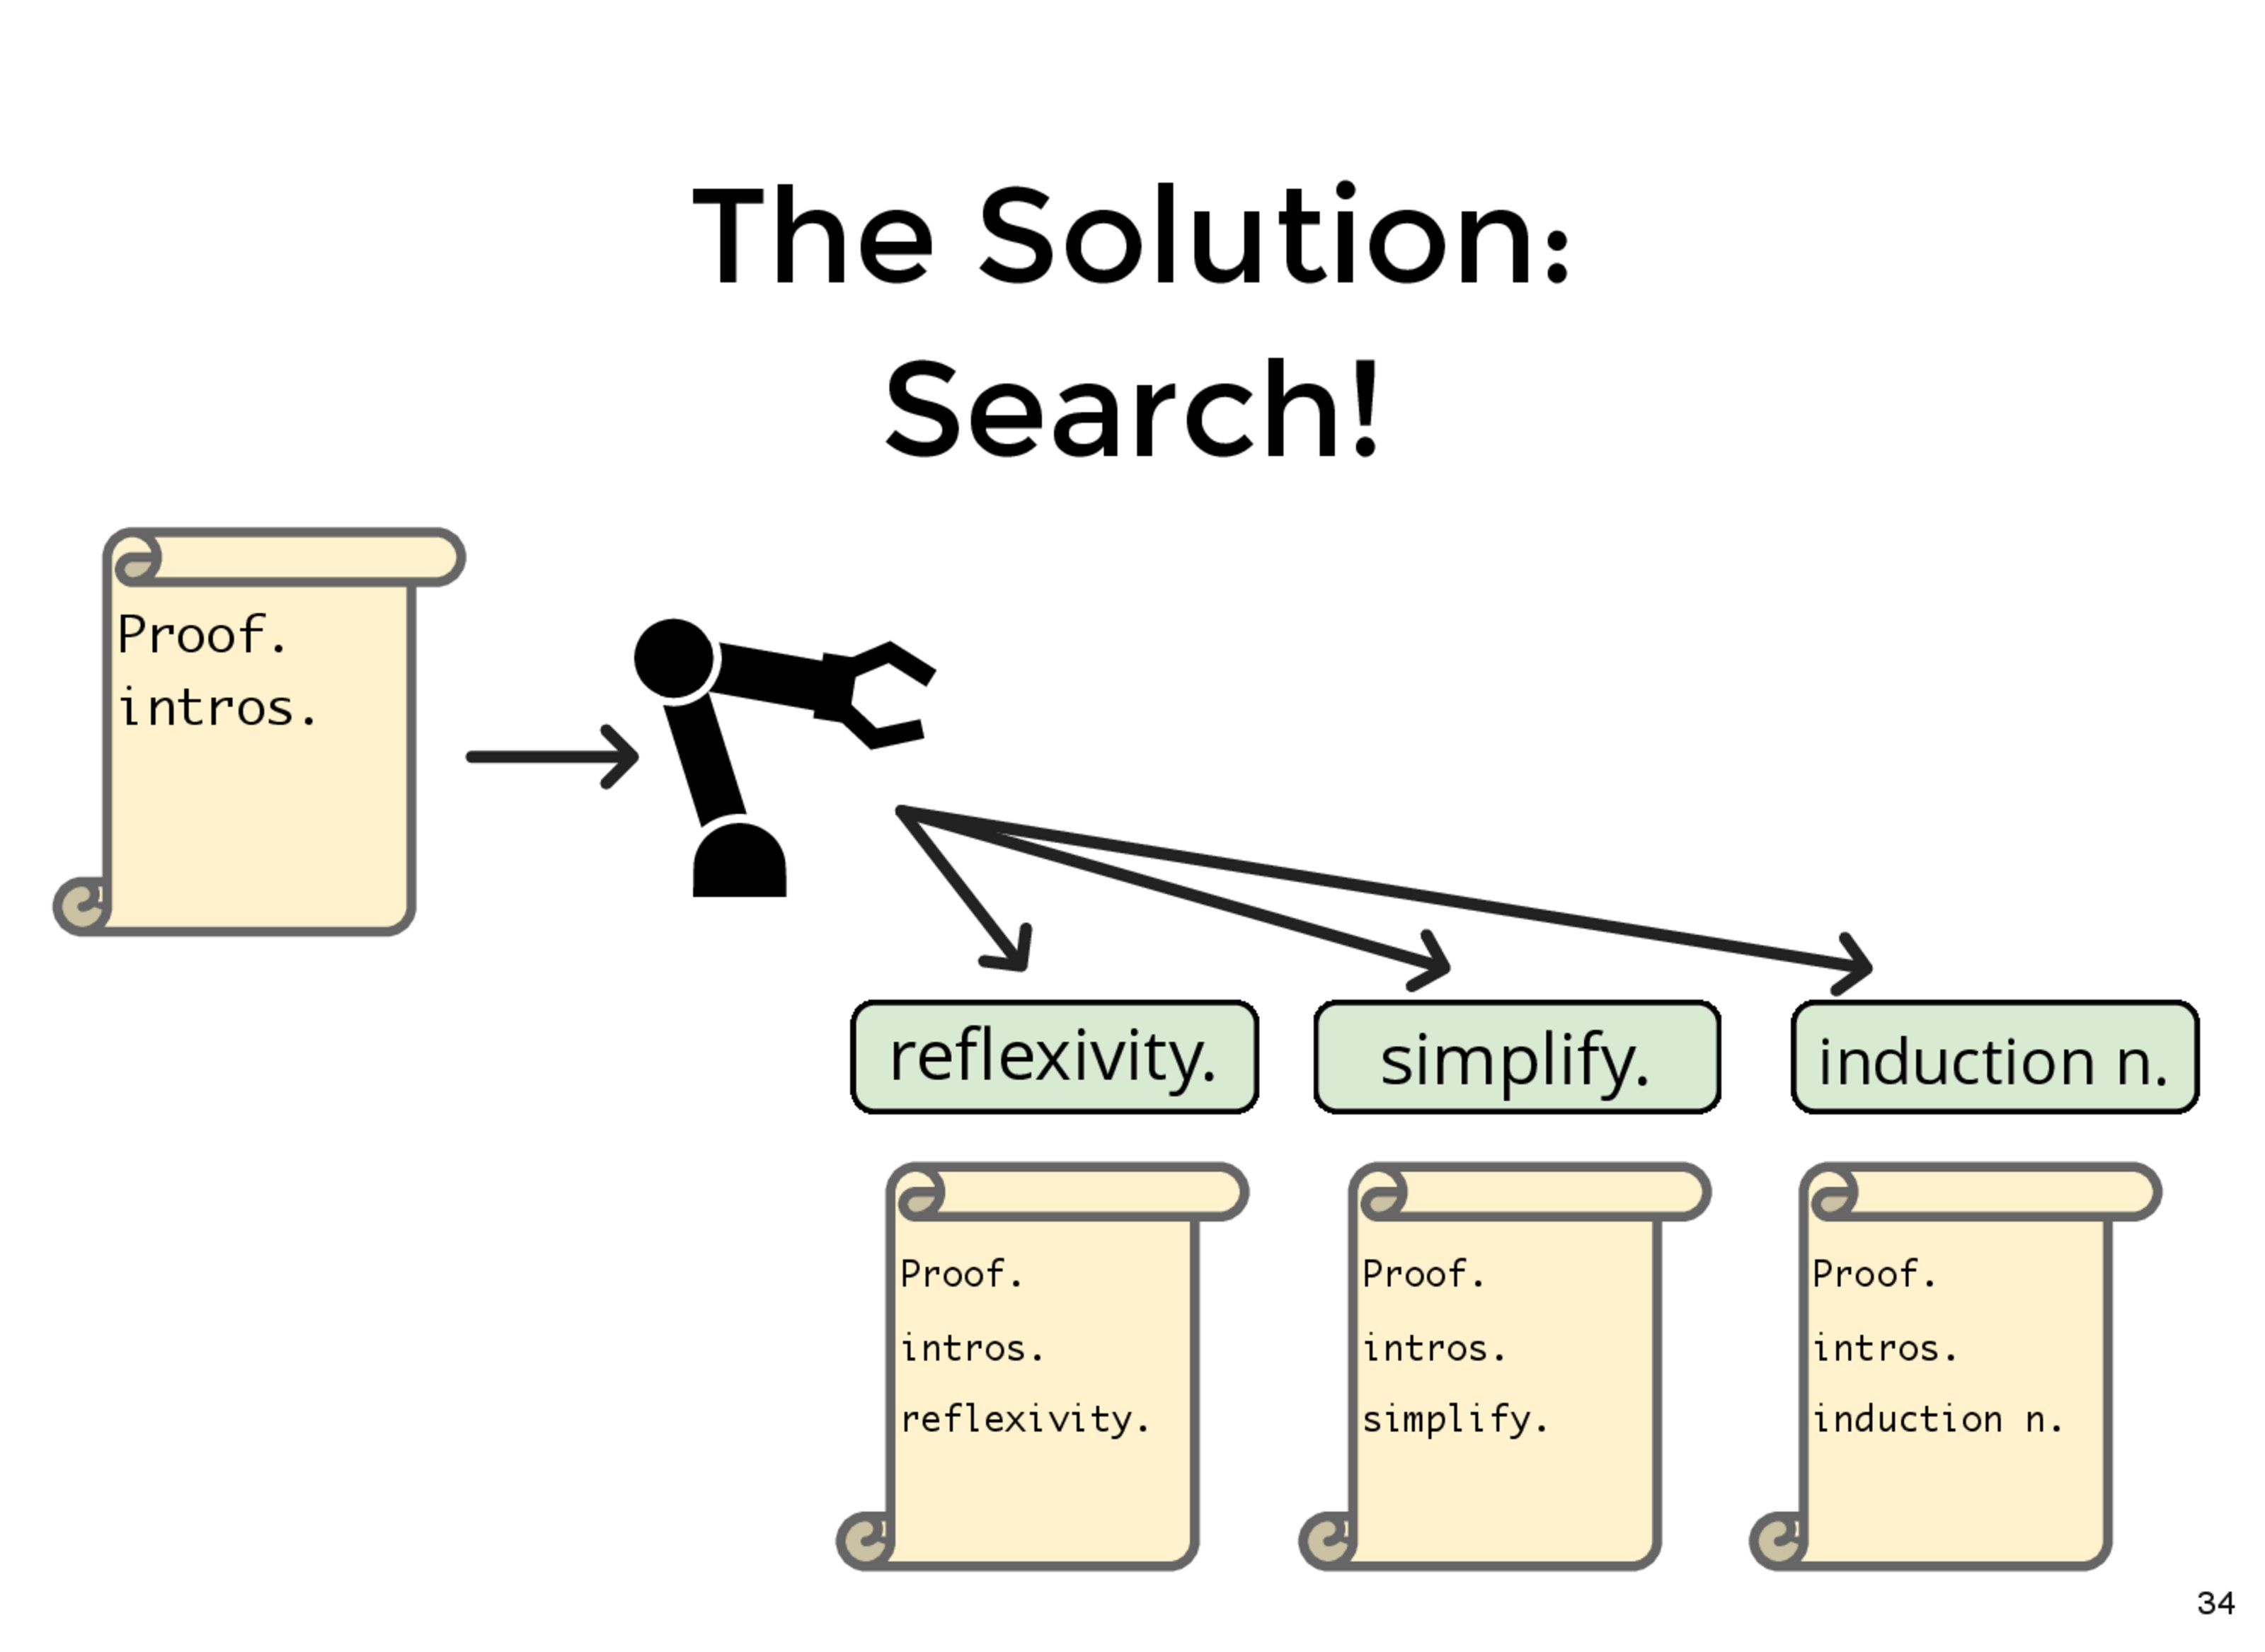 The Solution:
Search!
Proof.
intros.
reflexivity.
simplify.
induction n.
Proof.
intros.
reflexivity.
Proof.
intros.
simplify.
Proof.
intros.
induction n.
34